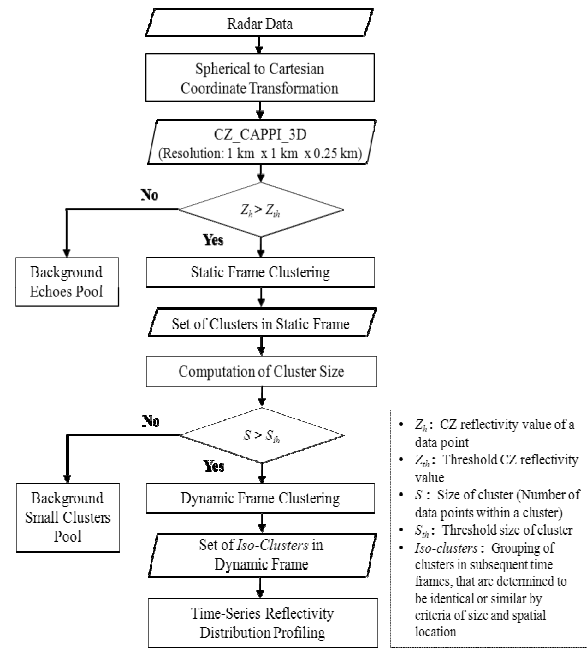 Radar Data
Spherical to Cartesian
Coordinate Transformation
CZ_CAPPI_3D
(Resolution: 1 km x 1 km x 0.25 km)
No
Zh > Zth
Yes
Background
Echoes Pool
Static Frame Clustering
Set of Clusters in Static Frame
Computation of Cluster Size
No
S > Sth
Yes
Background
Small Clusters
Pool
Dynamic Frame Clustering
Set of Iso-Clusters in
Dynamic Frame
Time-Series Reflectivity
Distribution Profiling
• Zh : CZ reflectivity value of a
data point
• Zth : Threshold CZ reflectivity
value
• S : Size of cluster (Number of
data points within a cluster)
• Sth : Threshold size of cluster
• Iso-clusters : Grouping of
clusters in subsequent time
frames, that are determined to
be identical or similar by
criteria of size and spatial
location